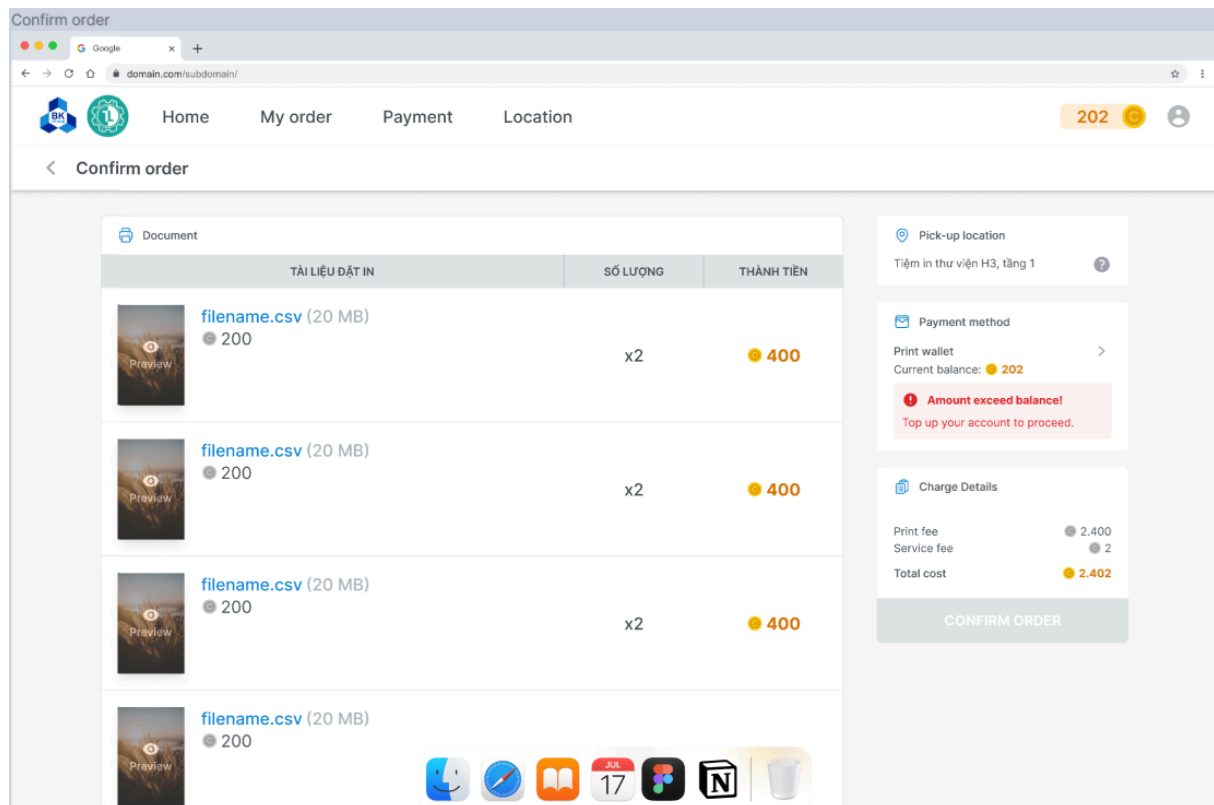 Confirm order
Google
domain.com/subdomain/
BK
TP.HCM
Home My order Payment Location
202
Confirm order
Document
TÀI LIỆU ĐẶT IN SỐ LƯỢNG THÀNH TIỀN
filename.csv (20 MB)
200
Preview
x2
400
filename.csv (20 MB)
200
Preview
x2
400
filename.csv (20 MB)
200
Preview
x2
400
filename.csv (20 MB)
200
Preview
Pick-up location
Tiệm in thư viện H3, tầng 1
Payment method
Print wallet
Current balance: 202
Amount exceed balance!
Top up your account to proceed.
Charge Details
Print fee 2.400
Service fee 2
Total cost 2.402
CONFIRM ORDER
JUL
17